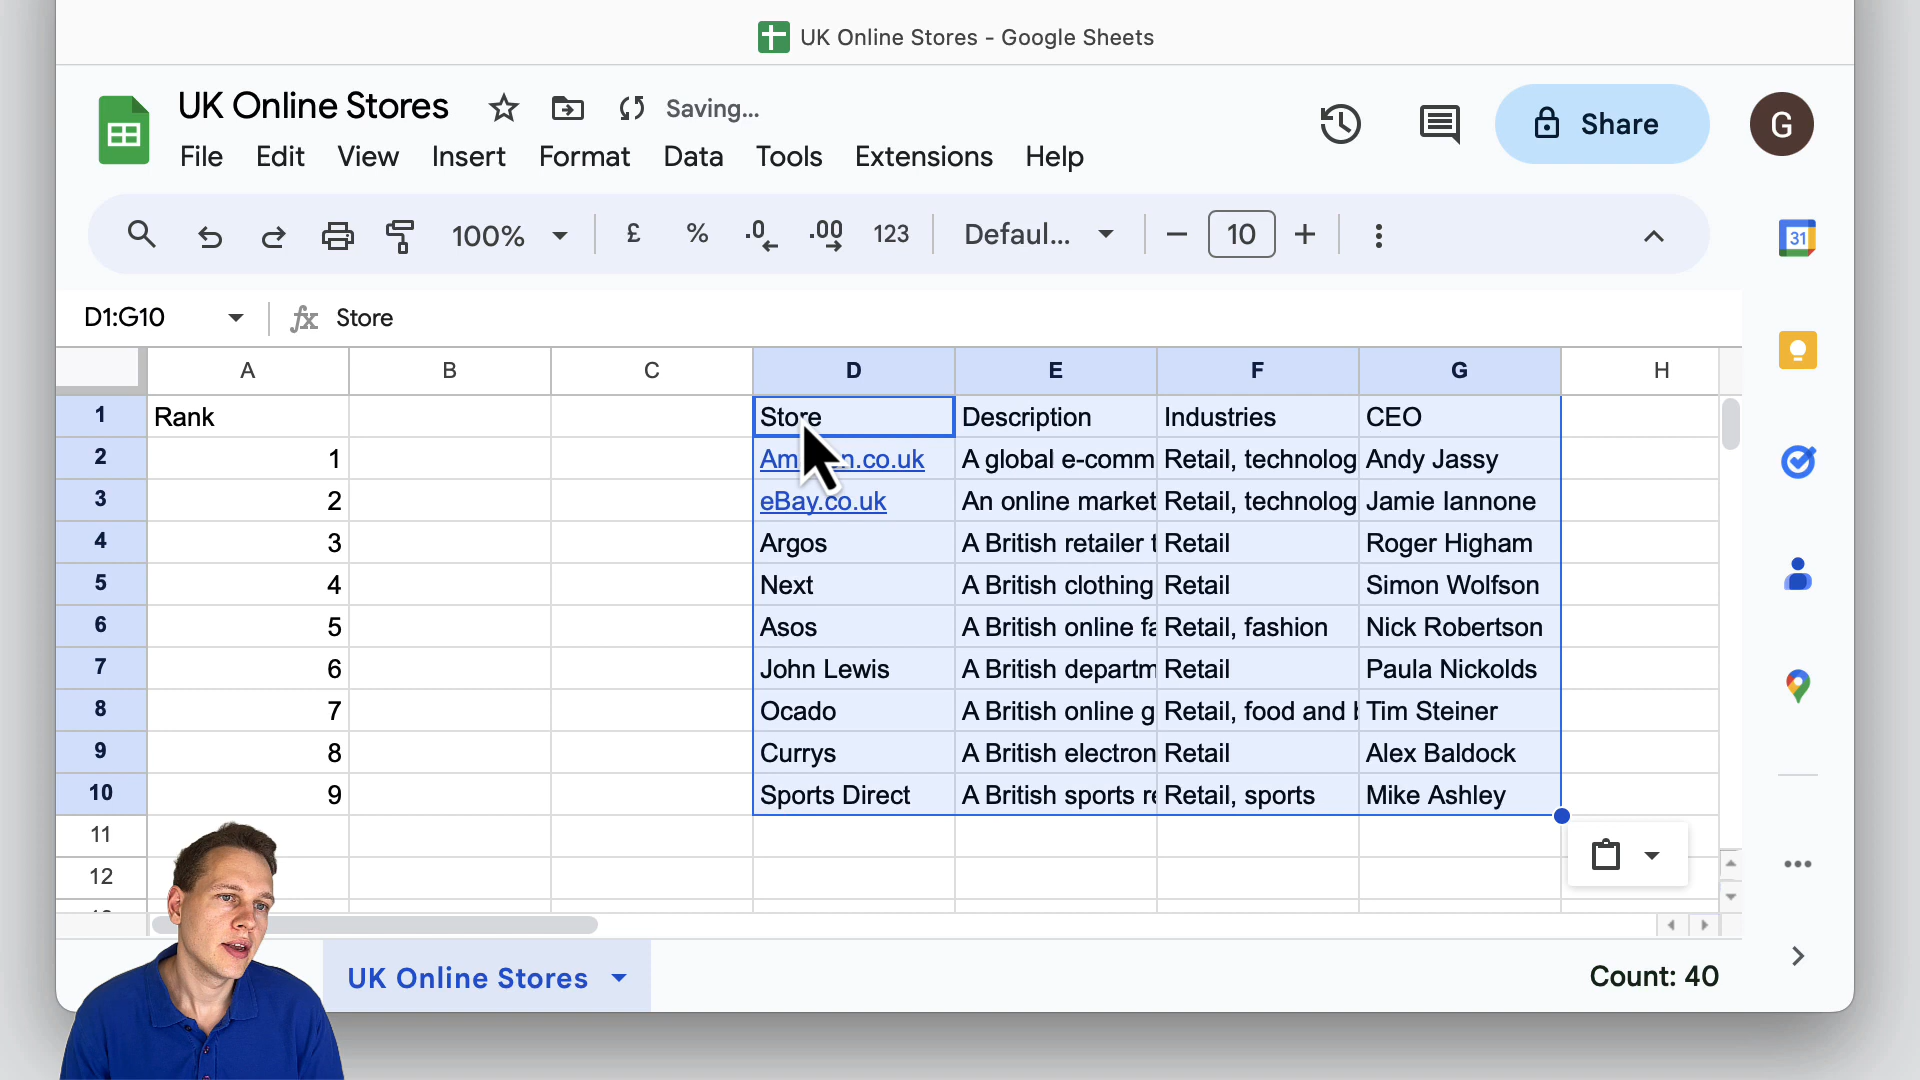 UK Online Stores - Google Sheets
UK Online Stores Saving...
Share
G
File Edit View Insert Format Data Tools Extensions Help
100% £ % .0 .00 123 Defaul... 10
31
D1:G10 fx Store
A B C D E F G H
1 Rank Store Description Industries CEO
2 1 A global e-comm Retail, technolog Andy Jassy
3 2 eBay.co.uk An online market Retail, technolog Jamie Iannone
4 3 Argos A British retailer t Retail Roger Higham
5 4 Next A British clothing Retail Simon Wolfson
6 5 Asos A British online fa Retail, fashion Nick Robertson
7 6 John Lewis A British departm Retail Paula Nickolds
8 7 Ocado A British online g Retail, food and Tim Steiner
9 8 Currys A British electron Retail Alex Baldock
10 9 Sports Direct A British sports re Retail, sports Mike Ashley
11
12
UK Online Stores
Count: 40